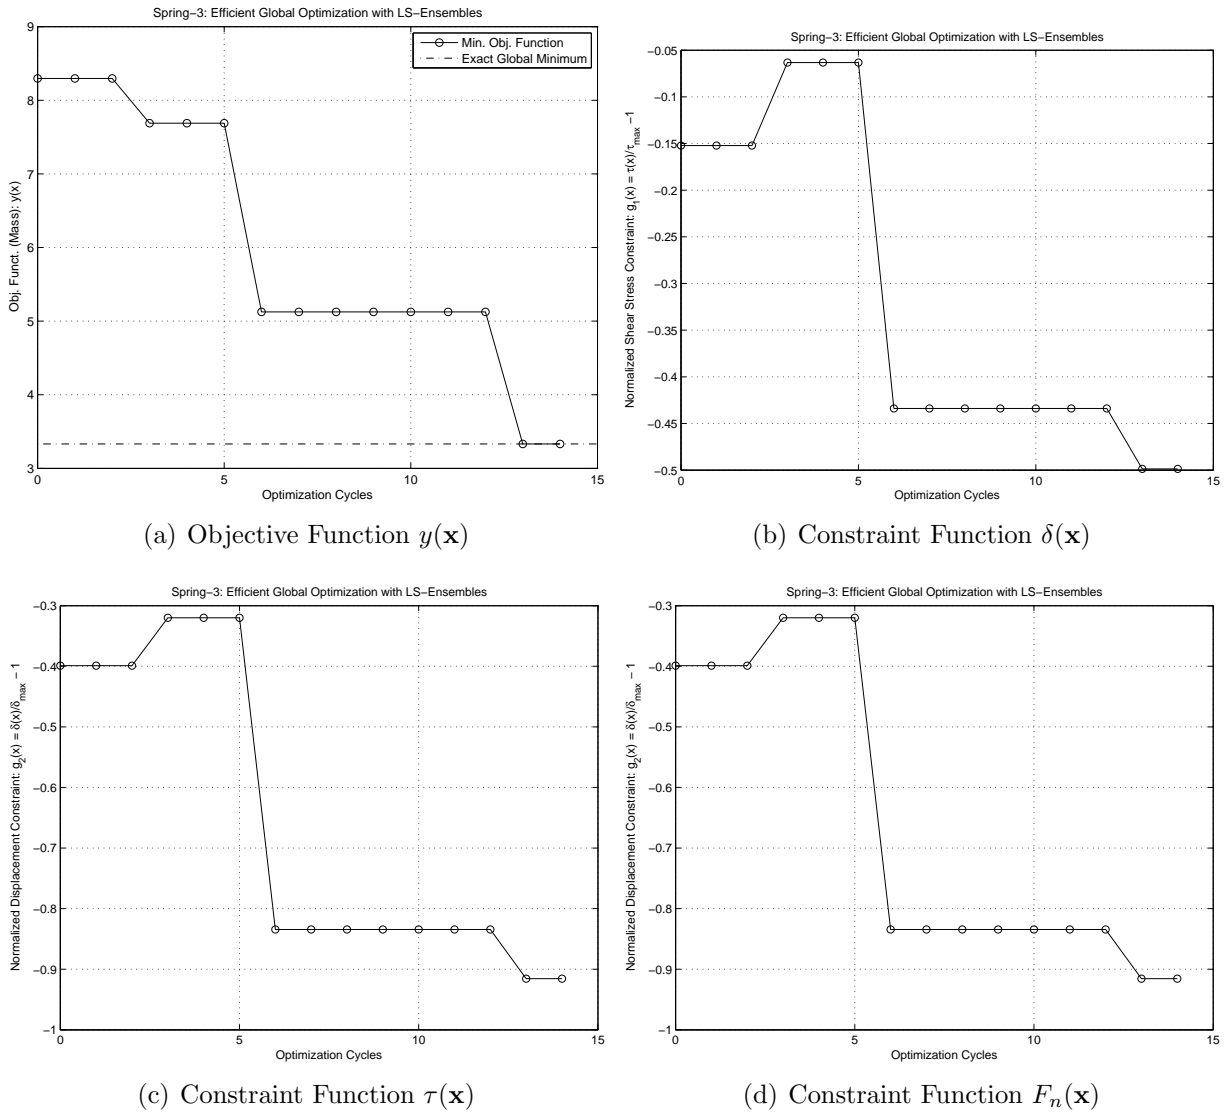 Spring−3: Efficient Global Optimization with LS−Ensembles
9
8
7
6
5
4
3
Obj. Funct. (Mass): y(x)
Min. Obj. Function
Exact Global Minimum
0 5 10 15
Optimization Cycles
(a) Objective Function y(x)
Spring−3: Efficient Global Optimization with LS−Ensembles
−0.05
−0.1
−0.15
−0.2
−0.25
−0.3
−0.35
−0.4
−0.45
−0.5
Normalized Shear Stress Constraint: g1(x) = τ(x)/τmax −1
0 5 10 15
Optimization Cycles
(b) Constraint Function δ(x)
Spring−3: Efficient Global Optimization with LS−Ensembles
−0.3
−0.4
−0.5
−0.6
−0.7
−0.8
−0.9
−1
Normalized Displacement Constraint: g2(x) = δ(x)/δmax − 1
0 5 10 15
Optimization Cycles
(c) Constraint Function τ(x)
Spring−3: Efficient Global Optimization with LS−Ensembles
−0.3
−0.4
−0.5
−0.6
−0.7
−0.8
−0.9
−1
Normalized Displacement Constraint: g2(x) = δ(x)/δmax − 1
0 5 10 15
Optimization Cycles
(d) Constraint Function Fn(x)